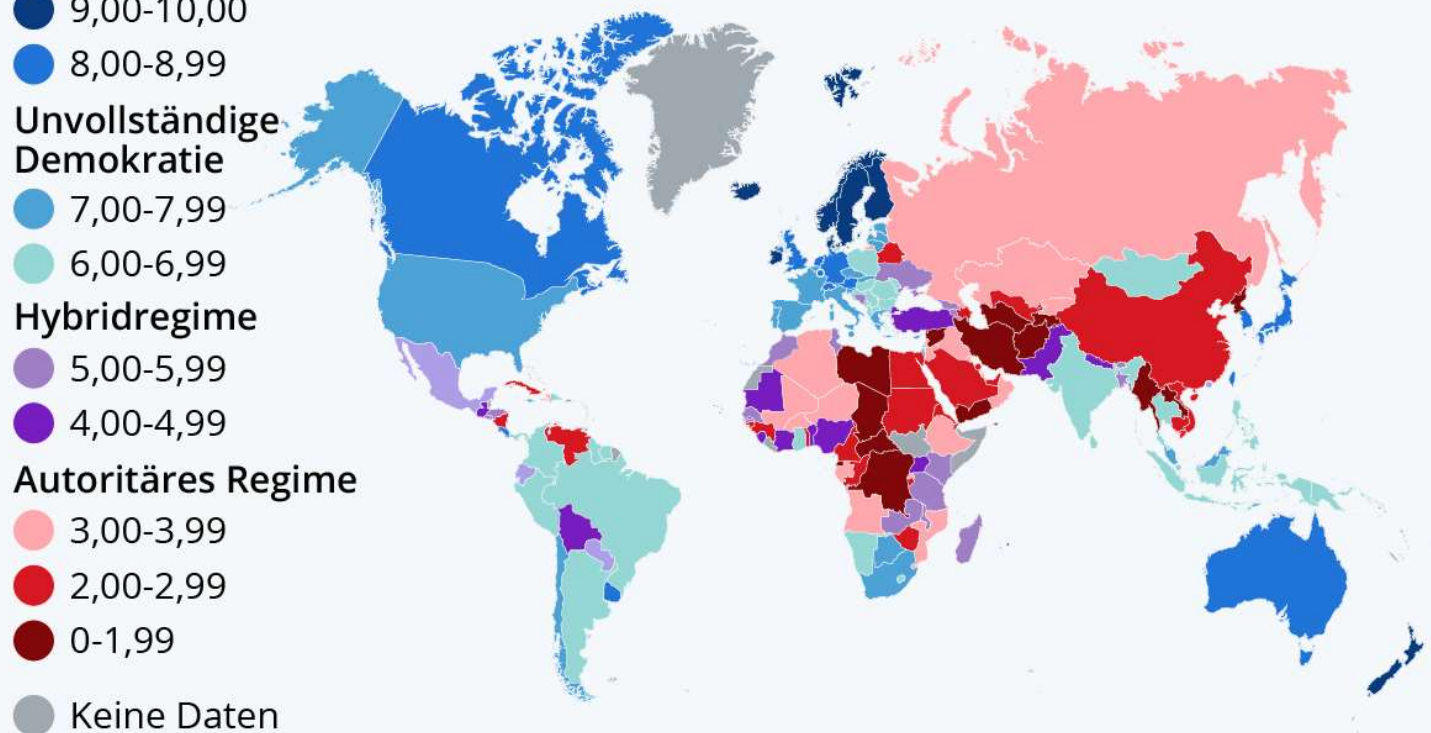 9,00-10,00
8,00-8,99
Unvollständige
Demokratie
7,00-7,99
6,00-6,99
Hybridregime
5,00-5,99
4,00-4,99
Autoritäres Regime
3,00-3,99
2,00-2,99
0-1,99
Keine Daten